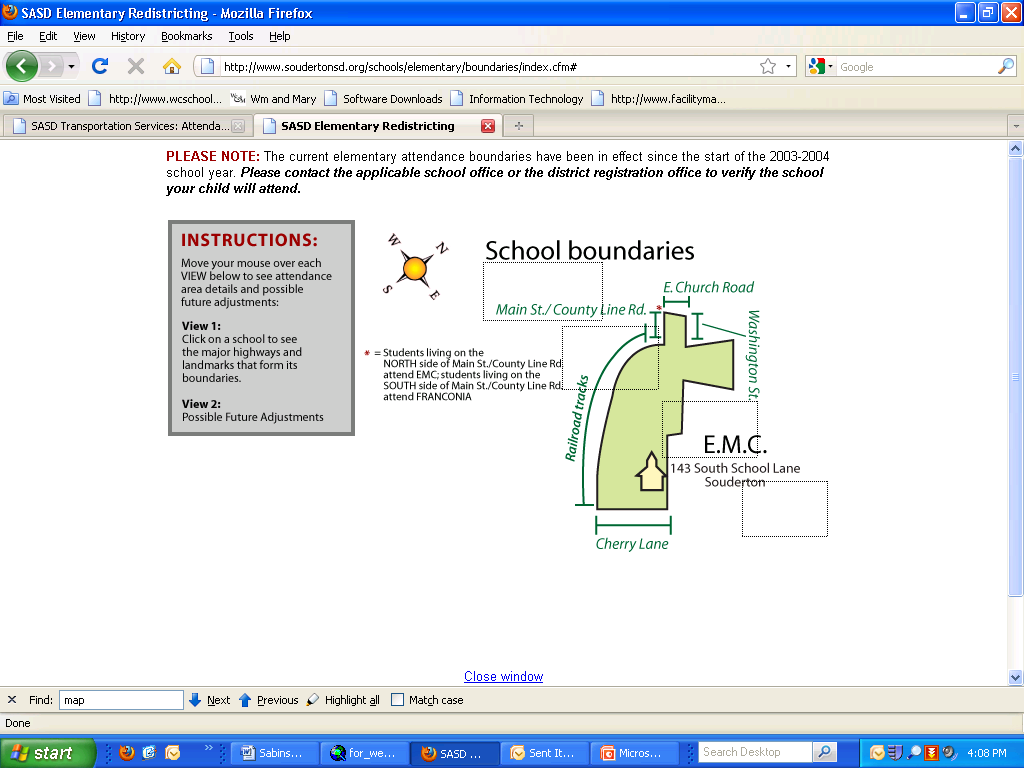 SASD Elementary Redistricting - Mozilla Firefox
File Edit View History Bookmarks Tools Help
http://www.soudertonsd.org/schools/elementary/boundaries/index.cfm#
Google
Most Visited http://www.wcschool... W&M Wm and Mary Software Downloads Information Technology http://www.facilityma...
SASD Transportation Services: Attenda... SASD Elementary Redistricting
PLEASE NOTE: The current elementary attendance boundaries have been in effect since the start of the 2003-2004
school year. Please contact the applicable school office or the district registration office to verify the school
your child will attend.
INSTRUCTIONS:
Move your mouse over each
VIEW below to see attendance
area details and possible
future adjustments:
View 1:
Click on a school to see
the major highways and
landmarks that form its
boundaries.
View 2:
Possible Future Adjustments
W
N
S
E
School boundaries
E. Church Road
Main St./ County Line Rd. *
Washington St.
* = Students living on the
NORTH side of Main St./County Line Rd
attend EMC; students living on the
SOUTH side of Main St./County Line Rd.
attend FRANCONIA
Railroad tracks
E.M.C.
143 South School Lane
Souderton
Cherry Lane
Close window
Find: map Next Previous Highlight all Match case
Done
start Sabins... for_we... SASD ... Sent It... Micros... Search Desktop 4:08 PM